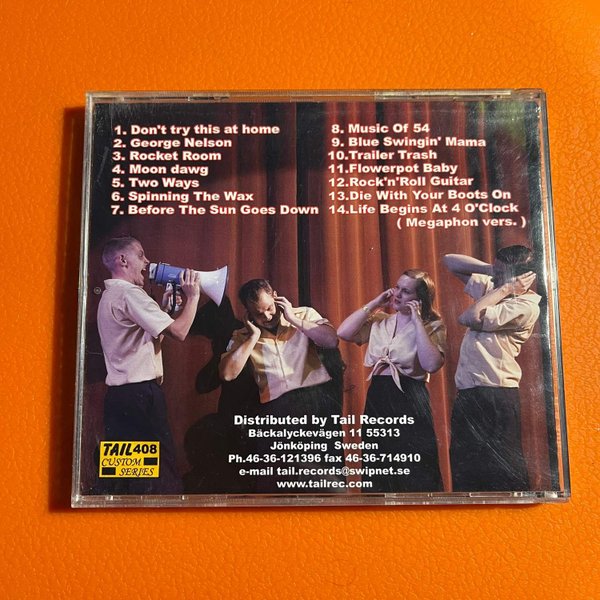 1. Don't try this at home
2. George Nelson
3. Rocket Room
4. Moon dawg
5. Two Ways
6. Spinning The Wax
7. Before The Sun Goes Down
8. Music Of 54
9. Blue Swingin' Mama
10.Trailer Trash
11.Flowerpot Baby
12.Rock'n'Roll Guitar
13.Die With Your Boots On
14.Life Begins At 4 O'Clock
( Megaphon vers. )
Distributed by Tail Records
Bäckalyckevägen 11 55313
Jönköping Sweden
Ph.46-36-121396 fax 46-36-714910
e-mail tail.records@swipnet.se
www.tailrec.com
TAIL 408
CUSTOM
SERIES